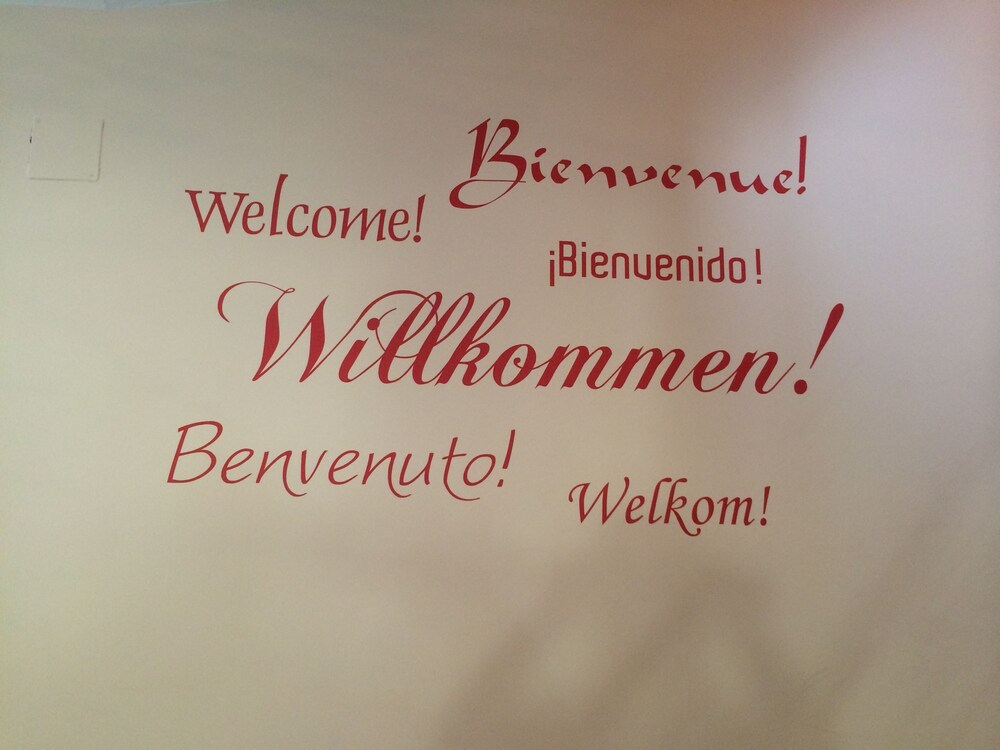 Bienvenue!
Welcome!
¡Bienvenido!
Willkommen!
Benvenuto!
Welkom!